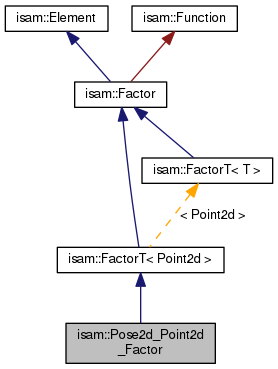 isam::Element
isam::Function
isam::Factor
isam::FactorT< T >
< Point2d >
isam::FactorT< Point2d >
isam::Pose2d_Point2d
_Factor